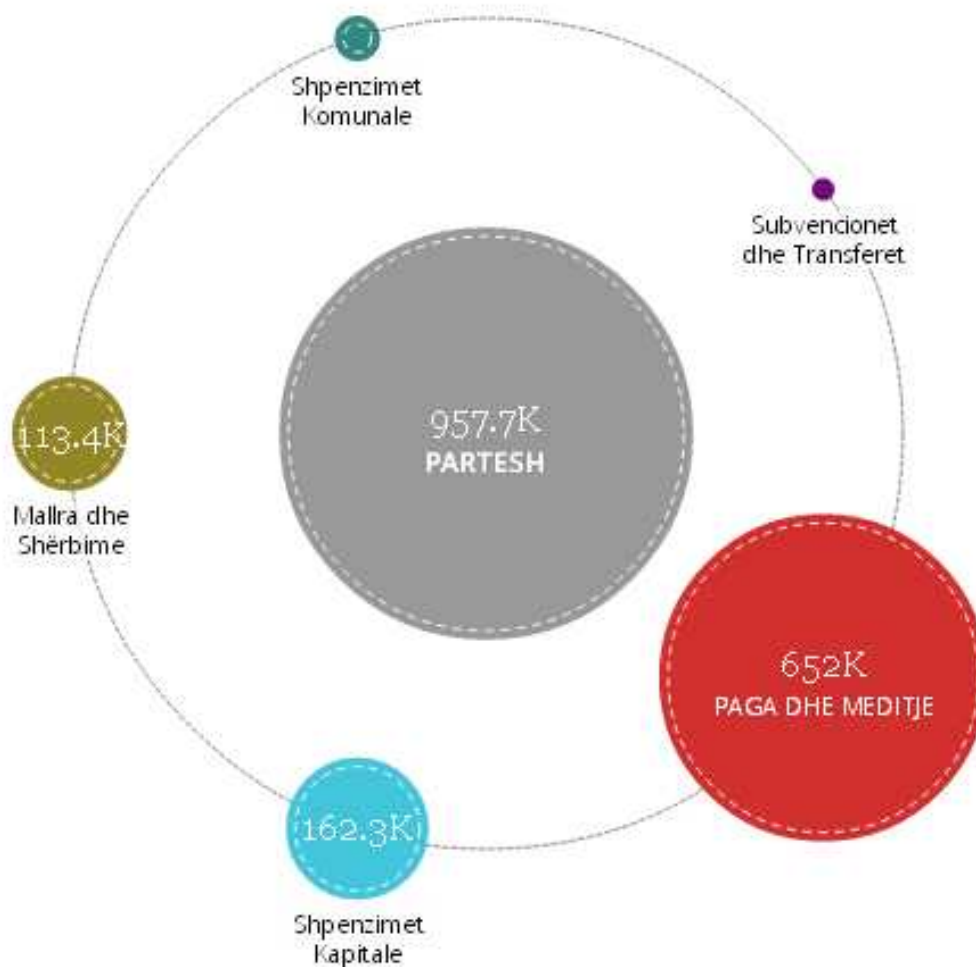 Shpenzimet
Komunale
Subvencionet
dhe Transferet
957.7K
PARTESH
113.4K
Mallra dhe
Shërbime
652K
PAGA DHE MEDITJE
162.3K
Shpenzimet
Kapitale